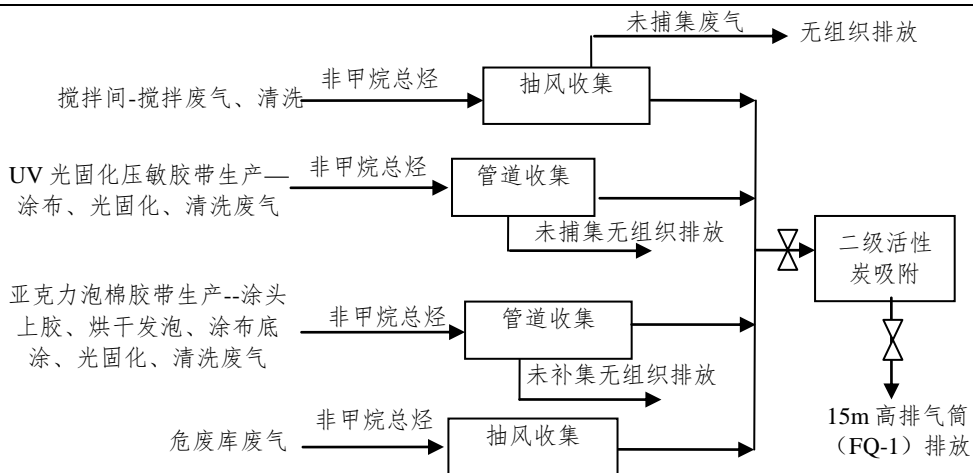 未捕集废气
无组织排放
搅拌间-搅拌废气、清洗
非甲烷总烃
抽风收集
UV 光固化压敏胶带生产—
涂布、光固化、清洗废气
非甲烷总烃
管道收集
未捕集无组织排放
二级活性
炭吸附
亚克力泡棉胶带生产--涂头
上胶、烘干发泡、涂布底
涂、光固化、清洗废气
非甲烷总烃
管道收集
未补集无组织排放
危废库废气
非甲烷总烃
抽风收集
15m 高排气筒
（FQ-1）排放